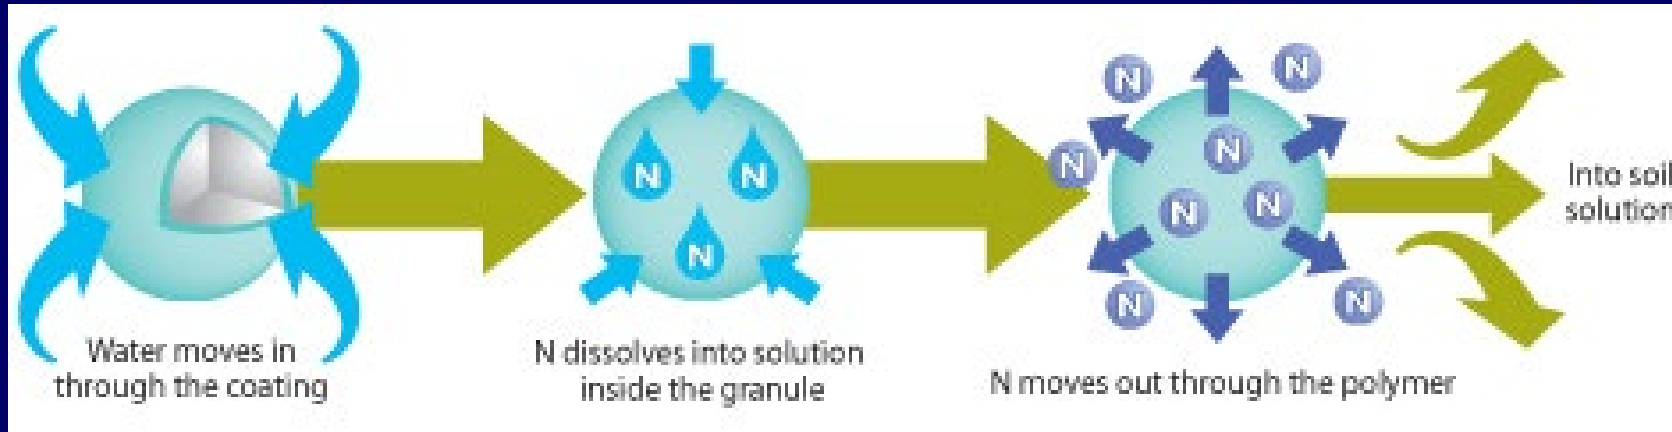 Water moves in
through the coating
N
N
N
N dissolves into solution
inside the granule
N
N
N
N
N
N
N
N
N moves out through the polymer
Into soil
solution